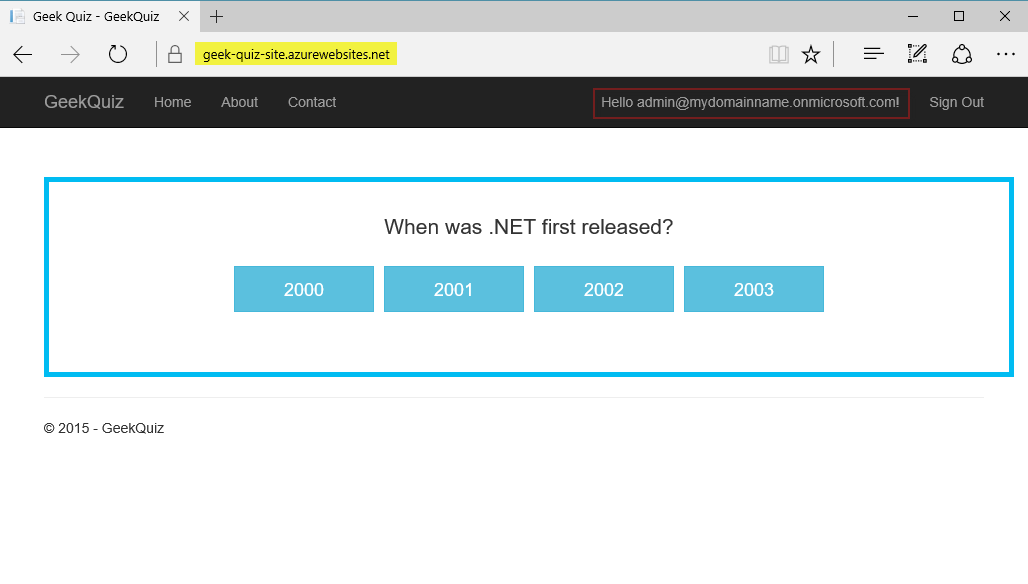 Geek Quiz - GeekQuiz
geek-quiz-site.azurewebsites.net
GeekQuiz Home About Contact Hello admin@mydomainname.onmicrosoft.com! Sign Out
When was .NET first released?
2000 2001 2002 2003
© 2015 - GeekQuiz